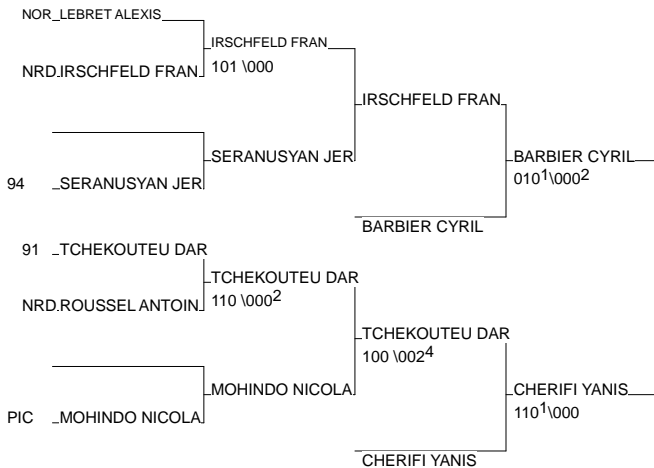 NOR LEBRET ALEXIS
IRSCHFELD FRAN
NRD IRSCHFELD FRAN
101 \000
IRSCHFELD FRAN
SERANUSYAN JER
94 SERANUSYAN JER
BARBIER CYRIL
010¹\000²
BARBIER CYRIL
91 TCHEKOUTEU DAR
TCHEKOUTEU DAR
NRD ROUSSEL ANTOIN
110 \000²
TCHEKOUTEU DAR
100 \002⁴
MOHINDO NICOLA
PIC MOHINDO NICOLA
CHERIFI YANIS
110¹\000
CHERIFI YANIS